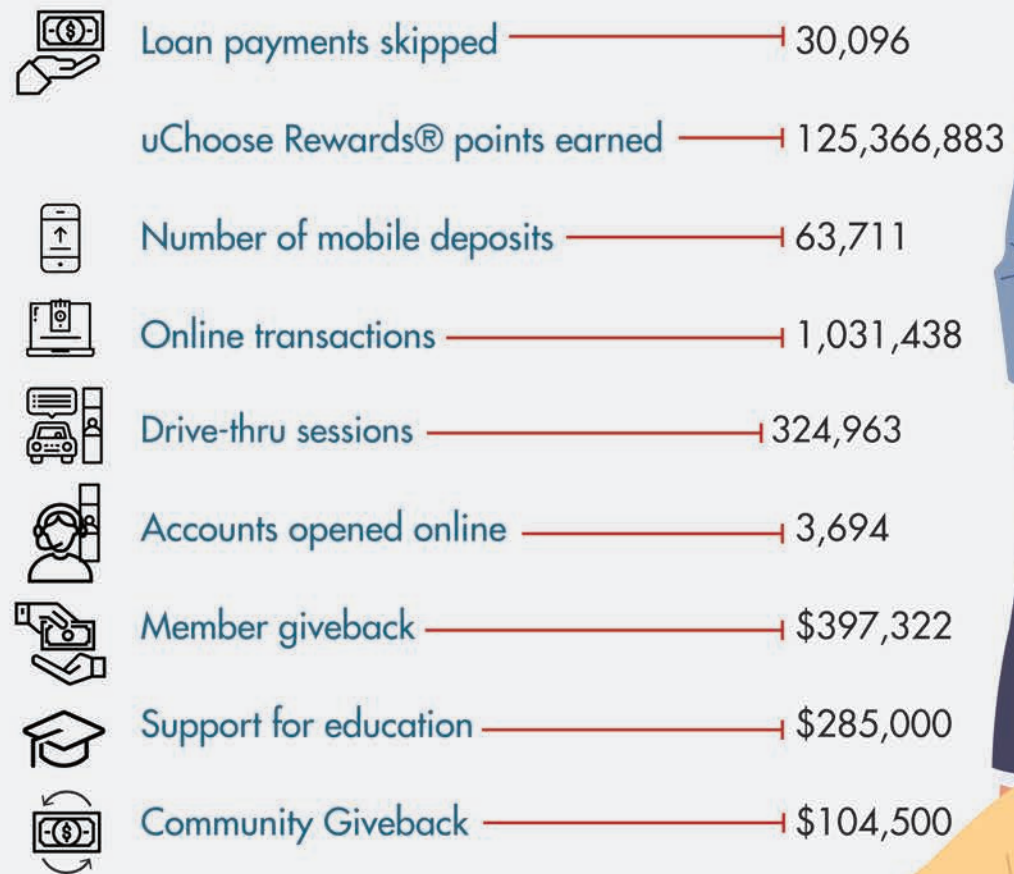 Loan payments skipped 30,096
uChoose Rewards® points earned 125,366,883
Number of mobile deposits 63,711
Online transactions 1,031,438
Drive-thru sessions 324,963
Accounts opened online 3,694
Member giveback $397,322
Support for education $285,000
Community Giveback $104,500